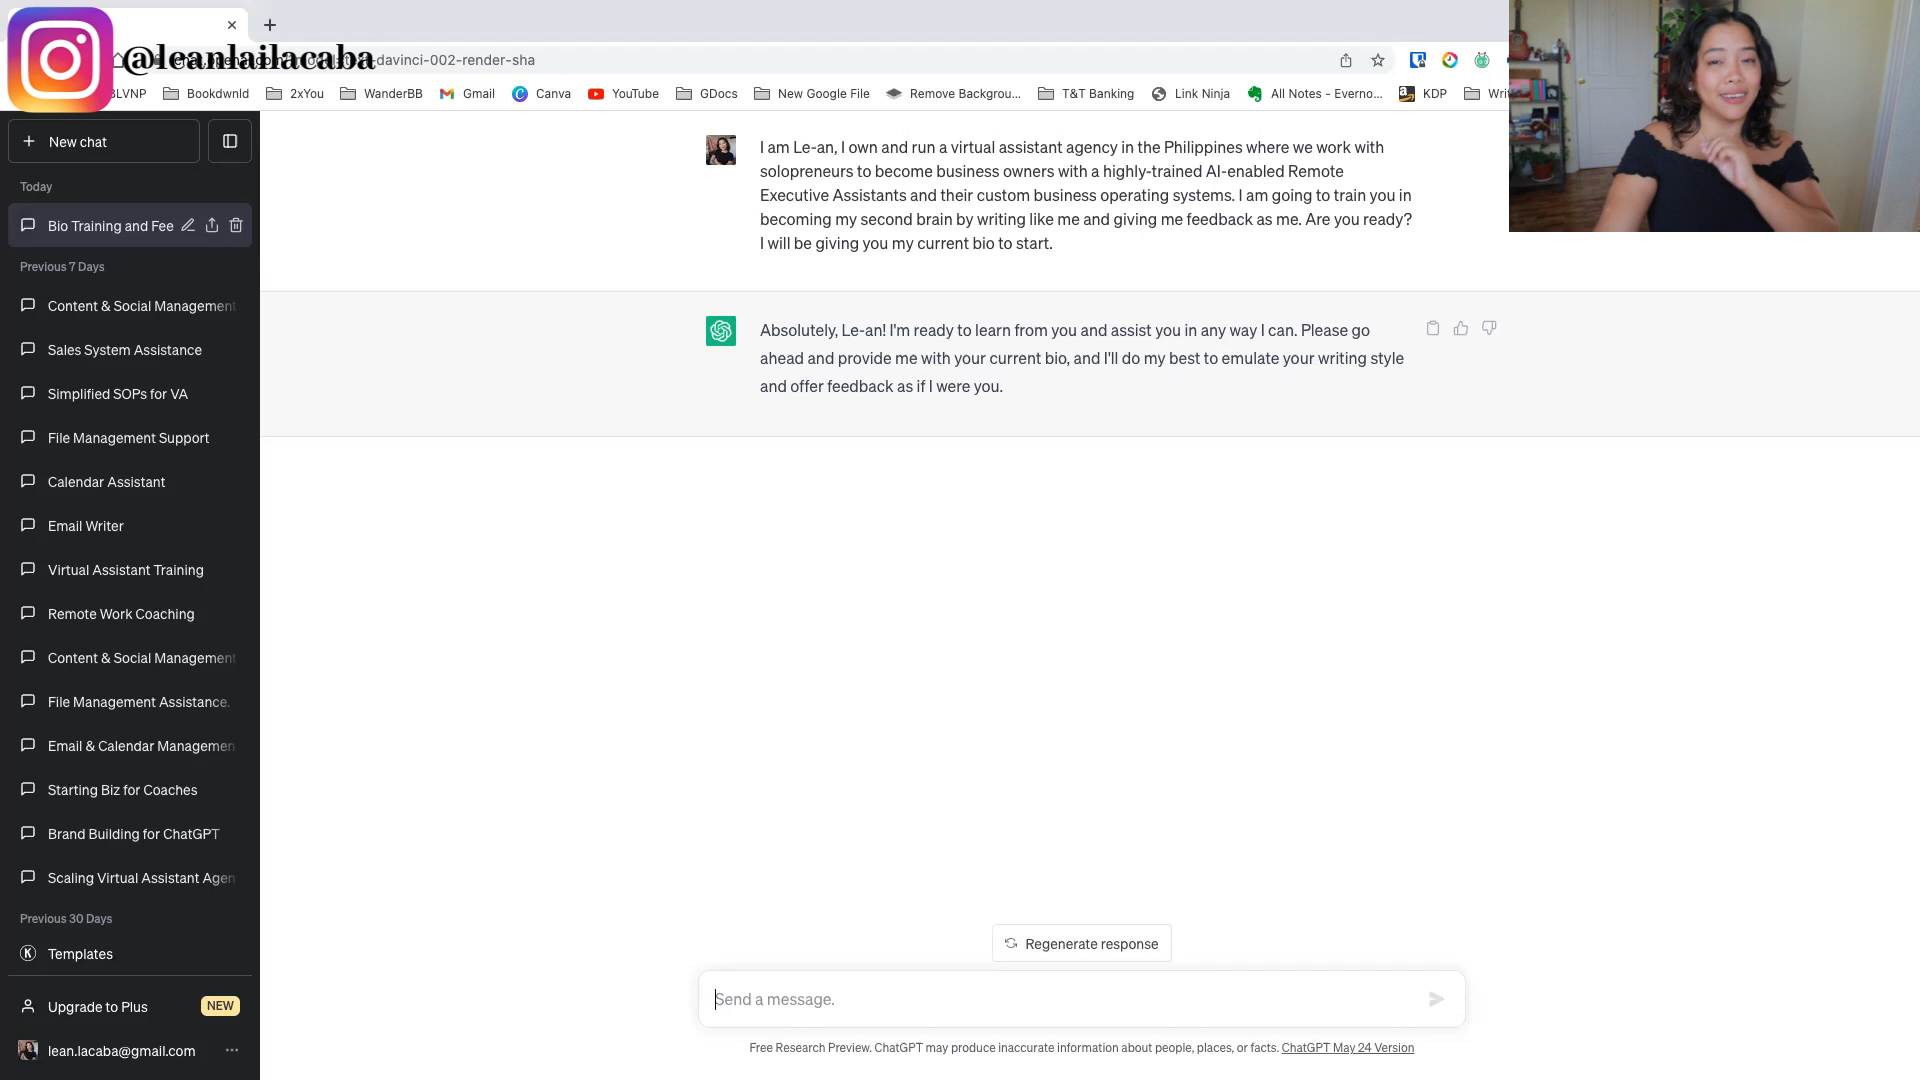 @leanlailacaba
davinci-002-render-sha
BLVNP
Bookdwnld
2xYou
WanderBB
Gmail
Canva
YouTube
GDocs
New Google File
Remove Backgrou...
T&T Banking
Link Ninja
All Notes - Everno...
KDP
New chat
Today
Bio Training and Fee
Previous 7 Days
Content & Social Management
Sales System Assistance
Simplified SOPs for VA
File Management Support
Calendar Assistant
Email Writer
Virtual Assistant Training
Remote Work Coaching
Content & Social Management
File Management Assistance.
Email & Calendar Managemen
Starting Biz for Coaches
Brand Building for ChatGPT
Scaling Virtual Assistant Agen
Previous 30 Days
Templates
Upgrade to Plus NEW
lean.lacaba@gmail.com
I am Le-an, I own and run a virtual assistant agency in the Philippines where we work with
solopreneurs to become business owners with a highly-trained AI-enabled Remote
Executive Assistants and their custom business operating systems. I am going to train you in
becoming my second brain by writing like me and giving me feedback as me. Are you ready?
I will be giving you my current bio to start.
Absolutely, Le-an! I'm ready to learn from you and assist you in any way I can. Please go
ahead and provide me with your current bio, and I'll do my best to emulate your writing style
and offer feedback as if I were you.
Regenerate response
Send a message.
Free Research Preview. ChatGPT may produce inaccurate information about people, places, or facts. ChatGPT May 24 Version